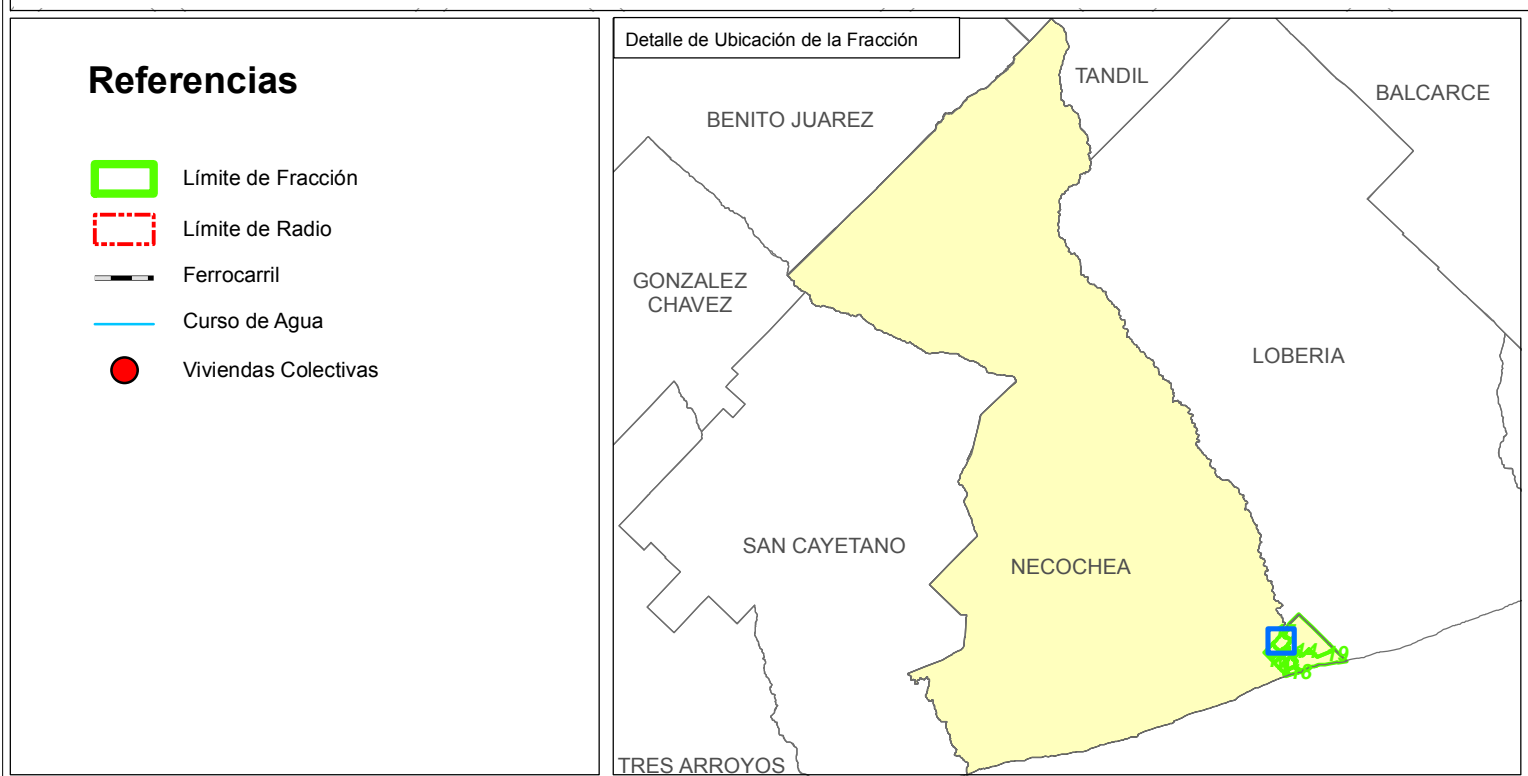 Referencias
Límite de Fracción
Límite de Radio
Ferrocarril
Curso de Agua
Viviendas Colectivas
Detalle de Ubicación de la Fracción
TANDIL
BALCARCE
BENITO JUAREZ
GONZALEZ
CHAVEZ
LOBERIA
SAN CAYETANO
NECOCHEA
TRES ARROYOS